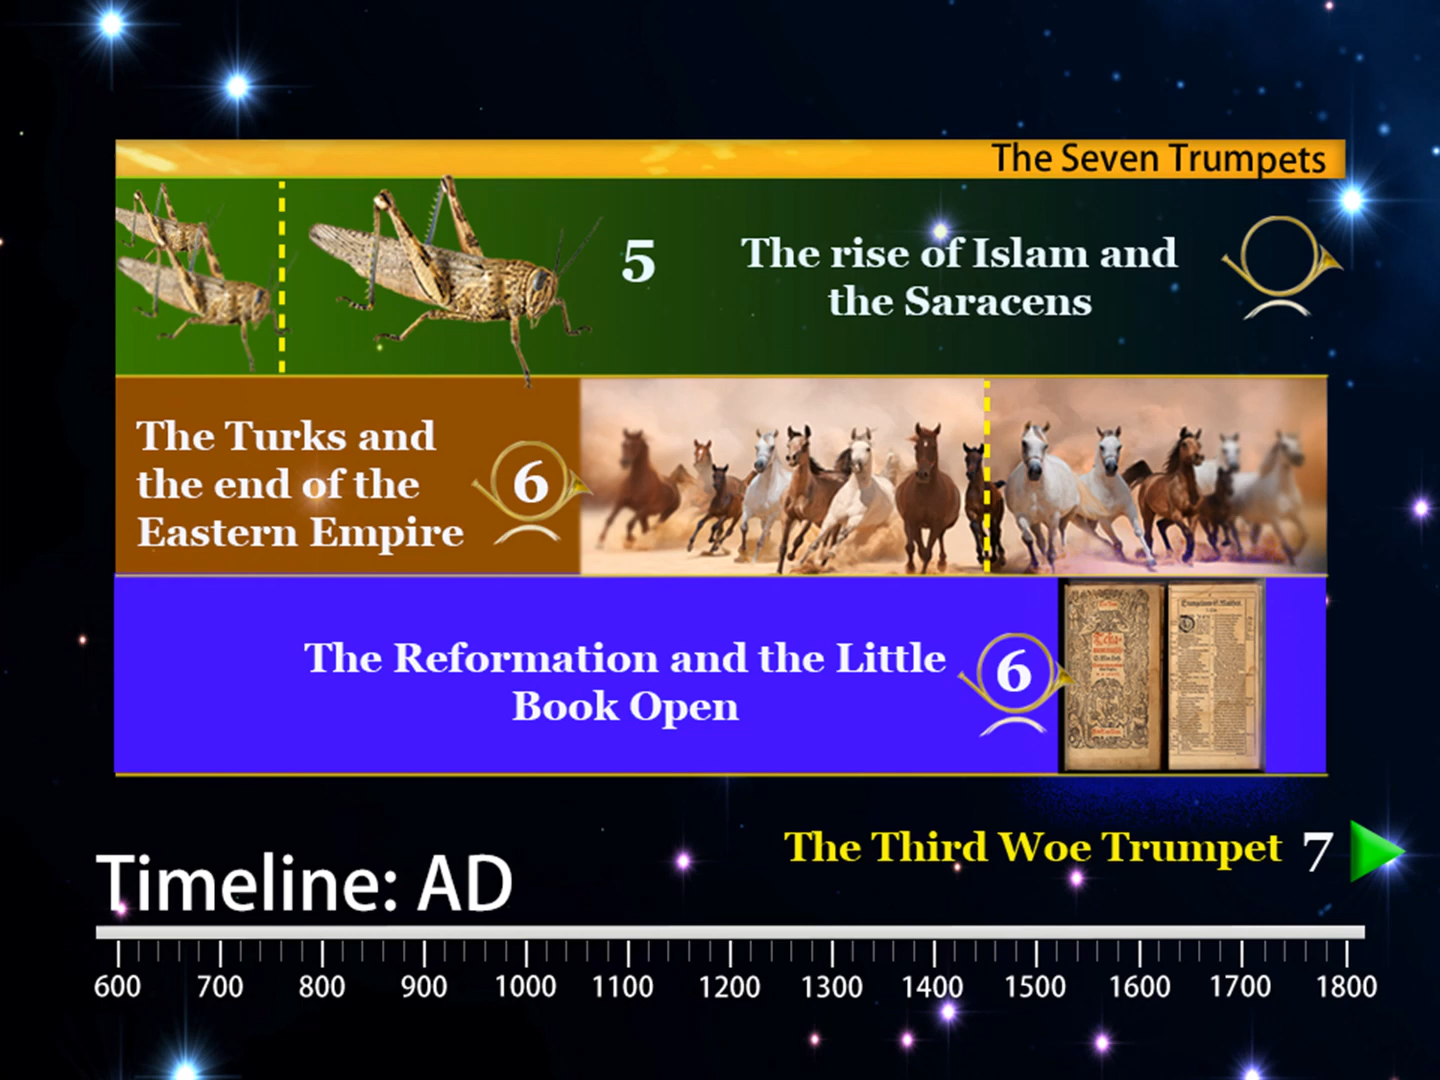 The Seven Trumpets
5
The rise of Islam and
the Saracens
The Turks and
the end of the
Eastern Empire
6
The Reformation and the Little
Book Open
6
The Third Woe Trumpet 7
Timeline: AD
600 700 800 900 1000 1100 1200 1300 1400 1500 1600 1700 1800